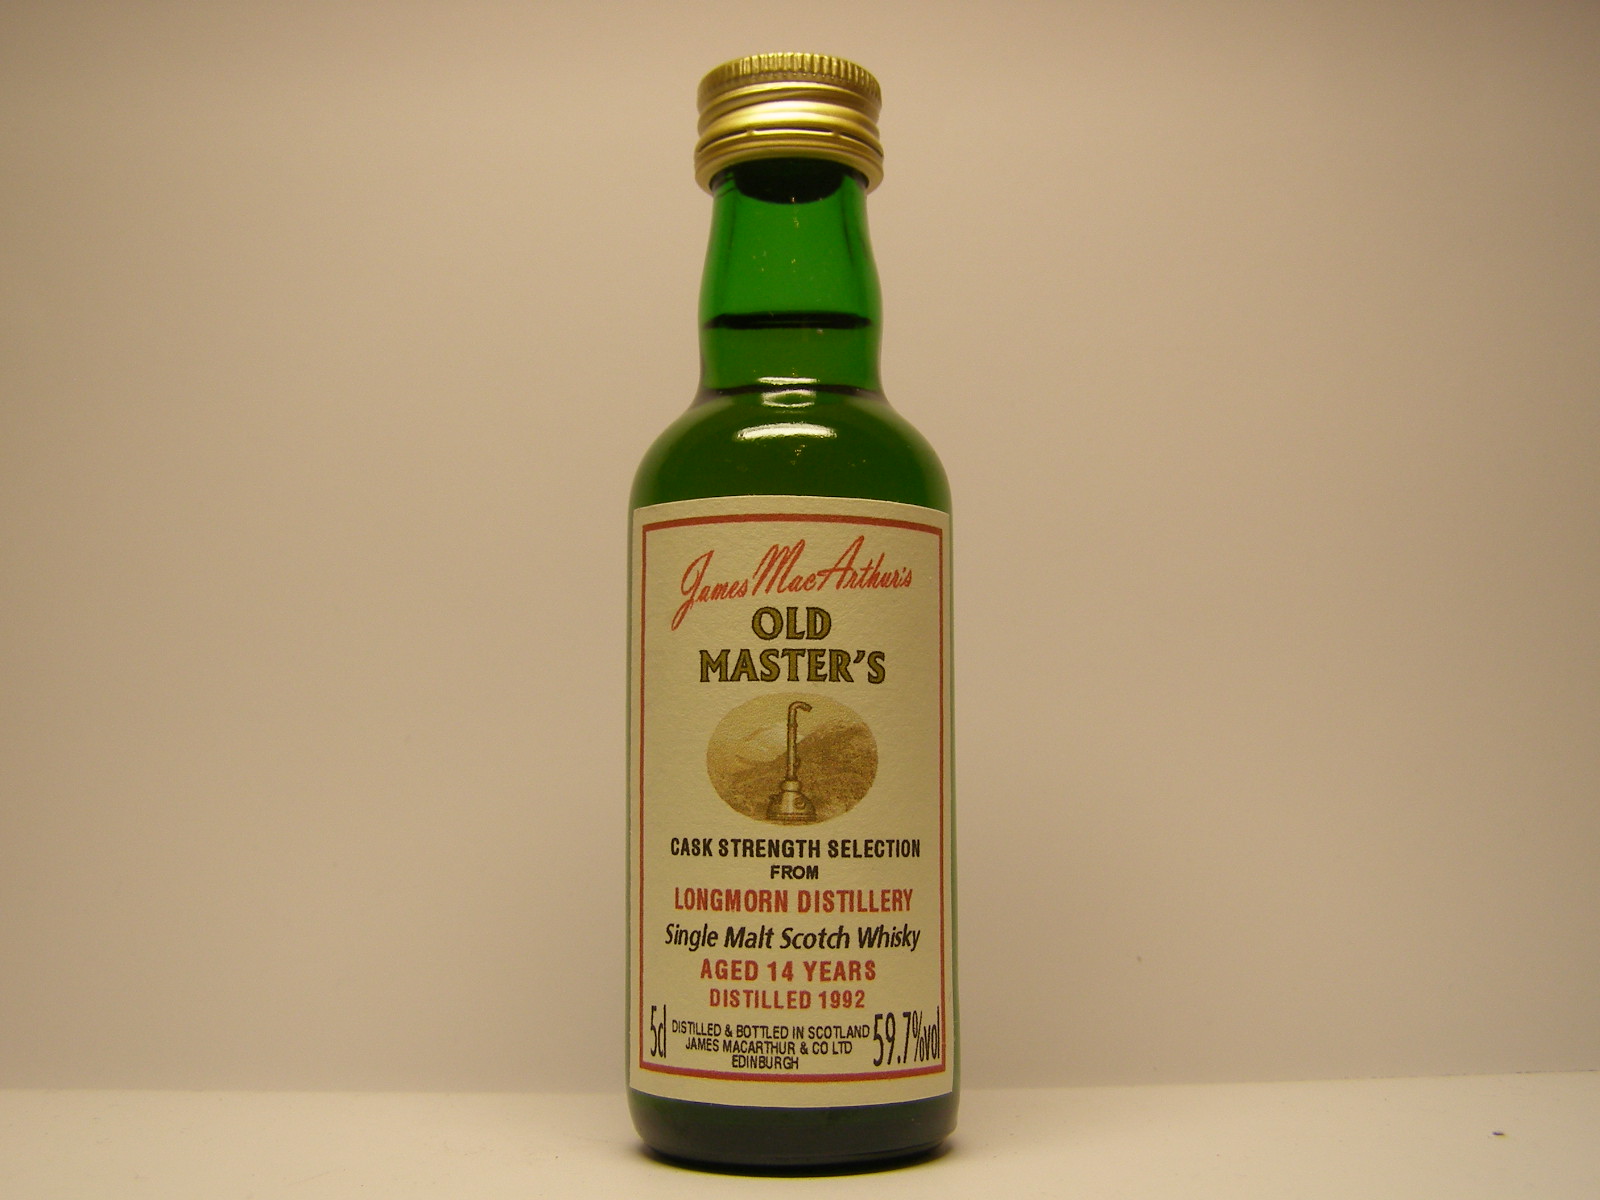 James MacArthur's
OLD
MASTER'S
CASK STRENGTH SELECTION
FROM
LONGMORN DISTILLERY
Single Malt Scotch Whisky
AGED 14 YEARS
DISTILLED 1992
5cl
DISTILLED & BOTTLED IN SCOTLAND
JAMES MACARTHUR & CO LTD
EDINBURGH
59.7%vol